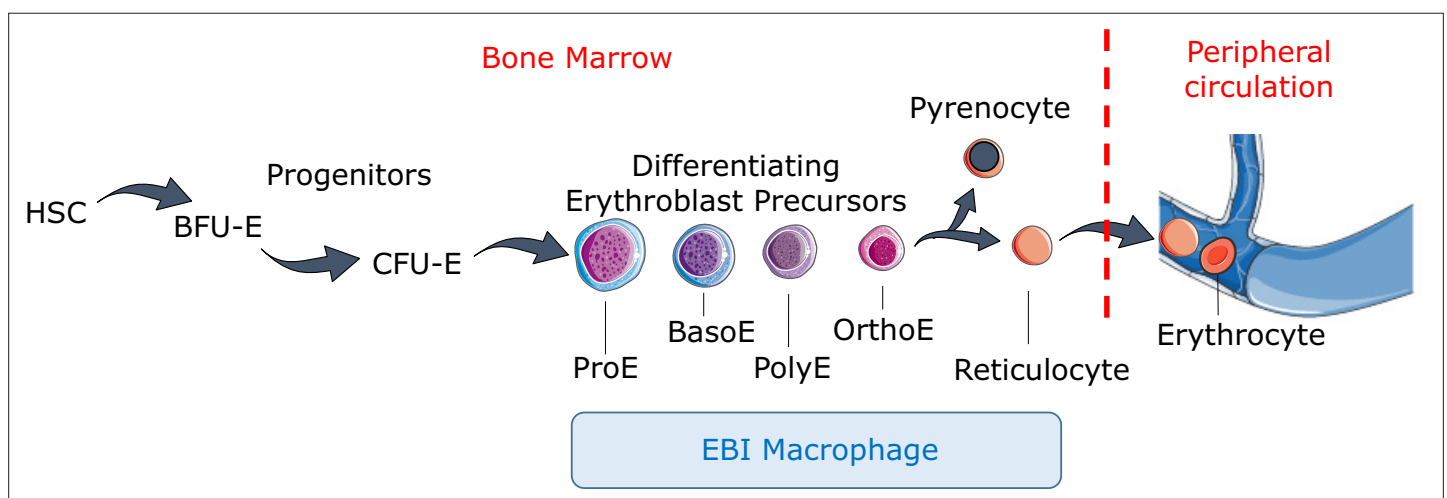 Bone Marrow
Peripheral
circulation
Pyrenocyte
Progenitors
Differentiating
Erythroblast Precursors
HSC
BFU-E
CFU-E
ProE
BasoE
PolyE
OrthoE
Reticulocyte
Erythrocyte
EBI Macrophage